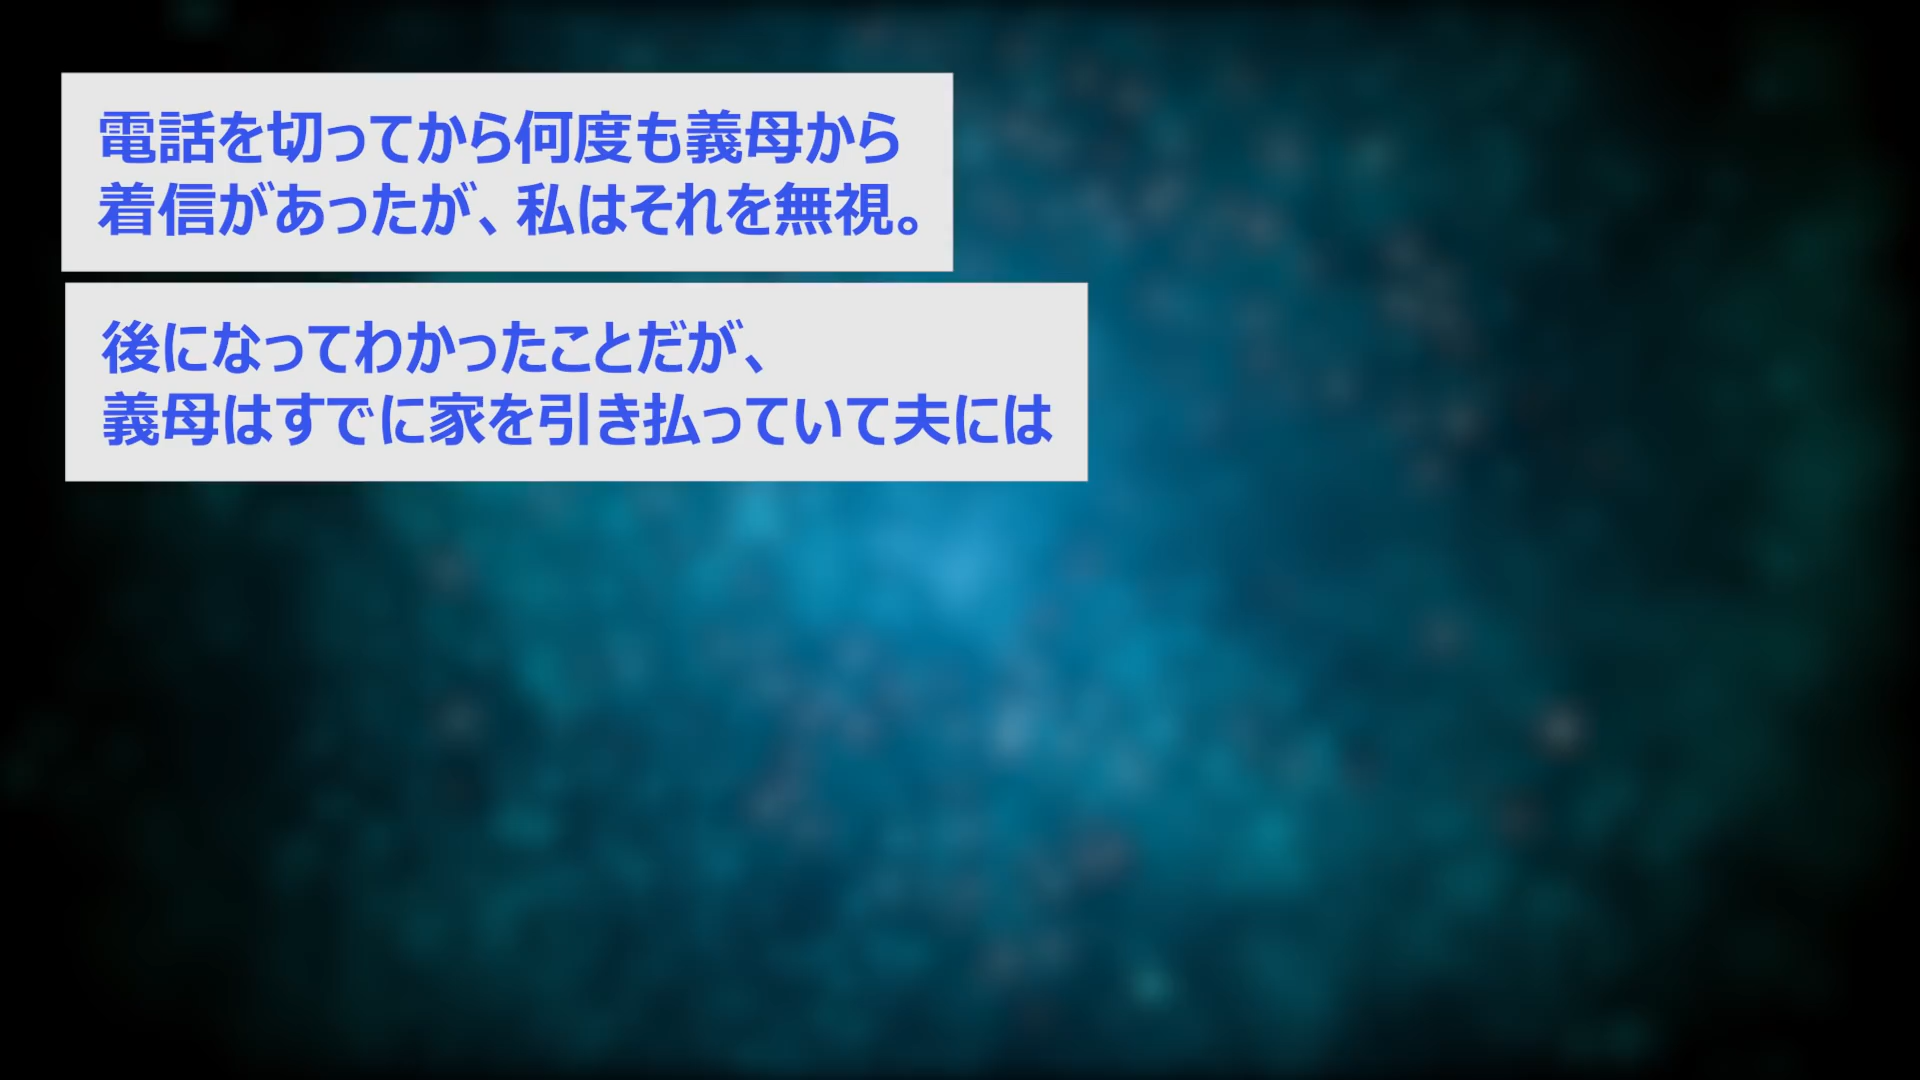 電話を切ってから何度も義母から
着信があったが、私はそれを無視。
後になってわかったことだが、
義母はすでに家を引き払っていて夫には